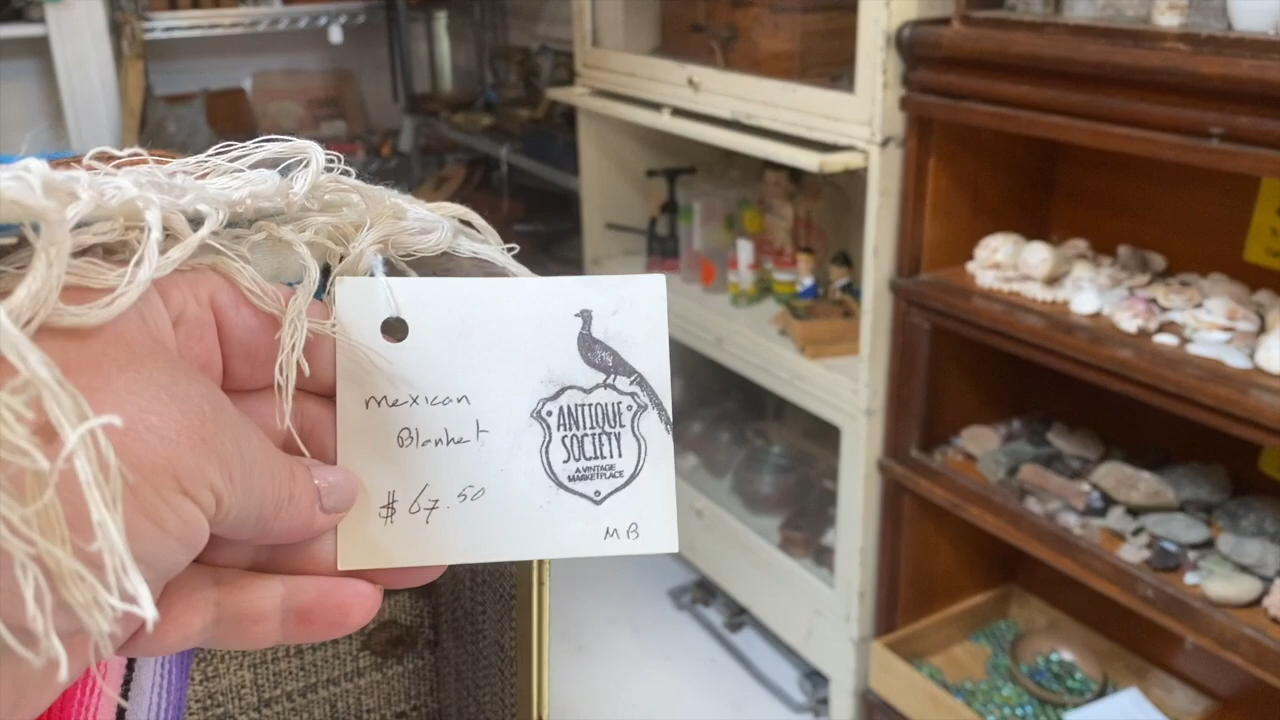 Mexican
Blanket
$67.50
ANTIQUE
SOCIETY
A VINTAGE
MARKETPLACE
MB